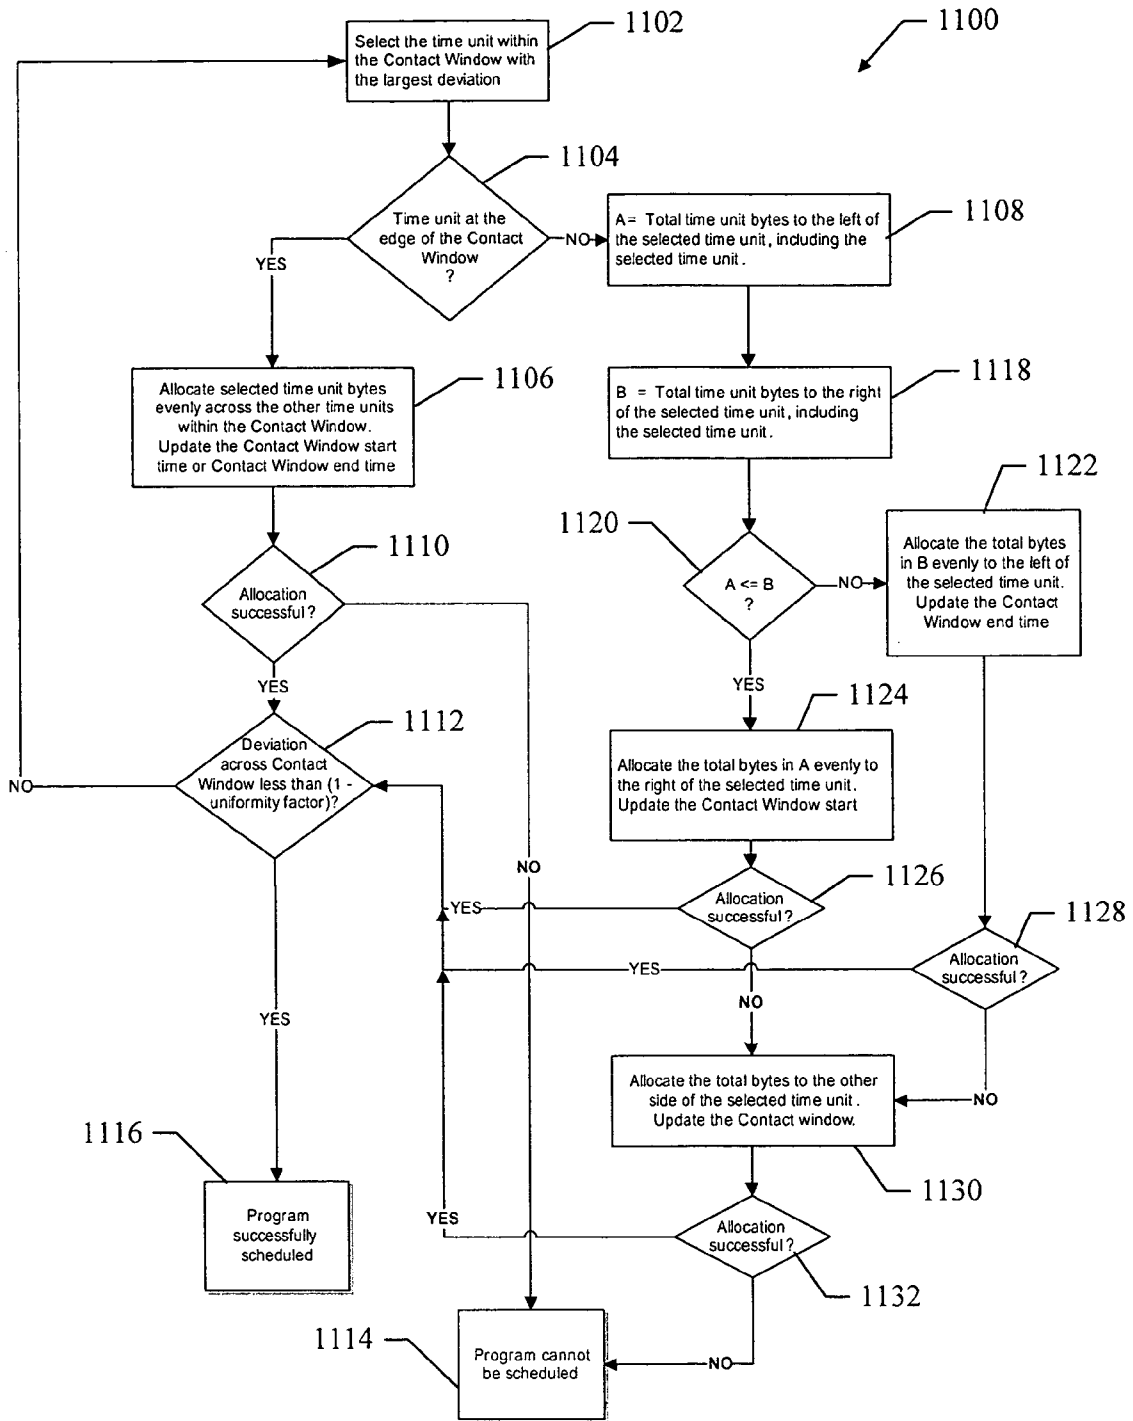 1100
1102
Select the time unit within
the Contact Window with
the largest deviation
1104
Time unit at the
edge of the Contact
Window
?
YES
NO
1108
A= Total time unit bytes to the left of
the selected time unit, including the
selected time unit.
1106
Allocate selected time unit bytes
evenly across the other time units
within the Contact Window.
Update the Contact Window start
time or Contact Window end time
1118
B = Total time unit bytes to the right
of the selected time unit, including
the selected time unit.
1110
Allocation
successful?
YES
NO
1120
A <= B
?
NO
YES
1122
Allocate the total bytes
in B evenly to the left of
the selected time unit.
Update the Contact
Window end time
1112
Deviation
across Contact
Window less than (1 -
uniformity factor)?
NO
YES
1124
Allocate the total bytes in A evenly to
the right of the selected time unit.
Update the Contact Window start
1126
Allocation
successful?
YES
NO
1128
Allocation
successful?
YES
NO
1130
Allocate the total bytes to the other
side of the selected time unit.
Update the Contact window.
1116
Program
successfully
scheduled
1132
Allocation
successful?
YES
NO
1114
Program cannot
be scheduled